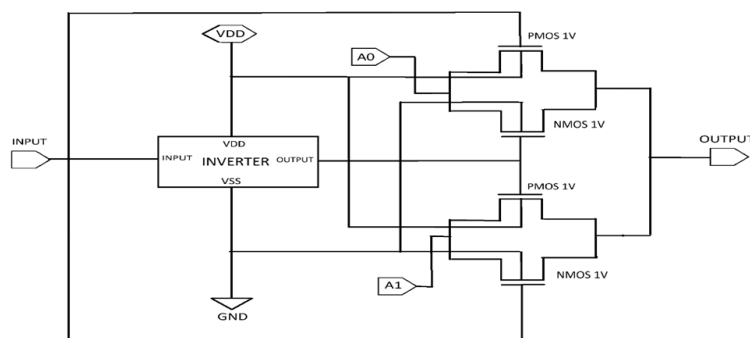 VDD
PMOS 1V
A0
NMOS 1V
INPUT
VDD
INPUT INVERTER OUTPUT
VSS
OUTPUT
PMOS 1V
NMOS 1V
A1
GND